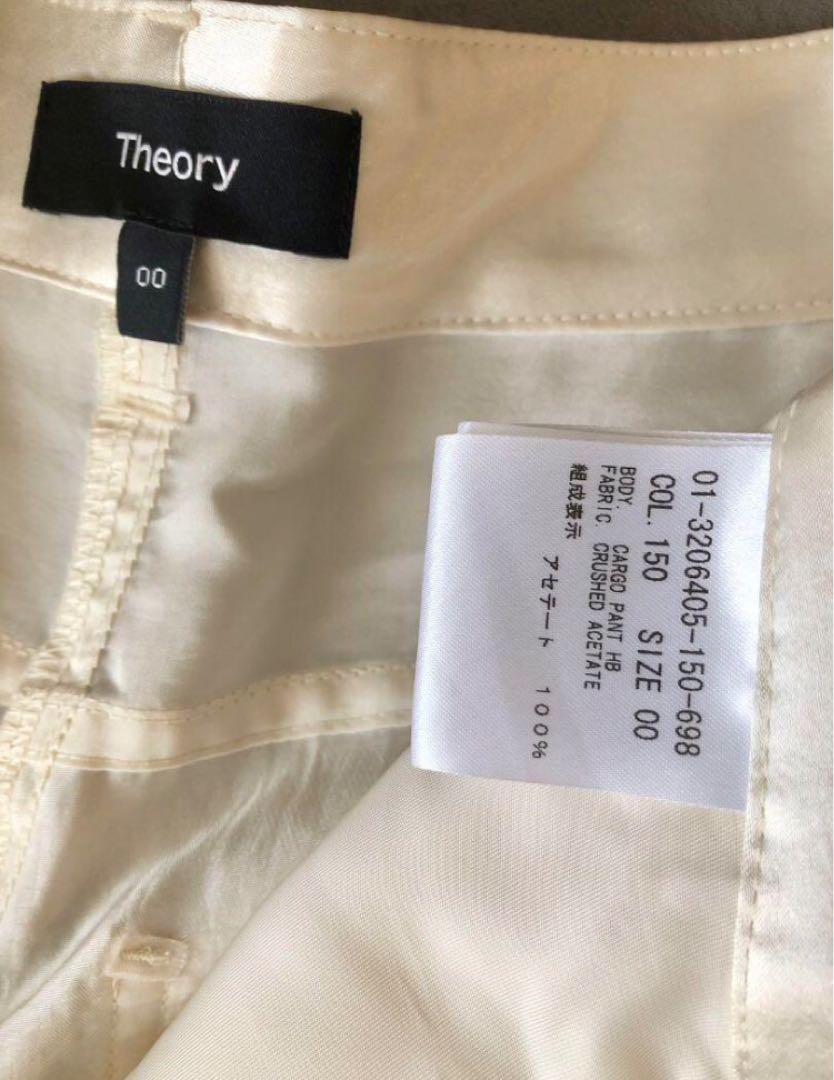 Theory
00
01-3206405-150-698
COL. 150 SIZE 00
BODY. CARGO PANT HB
FABRIC. CRUSHED ACETATE
組成表示
アセテート 100%